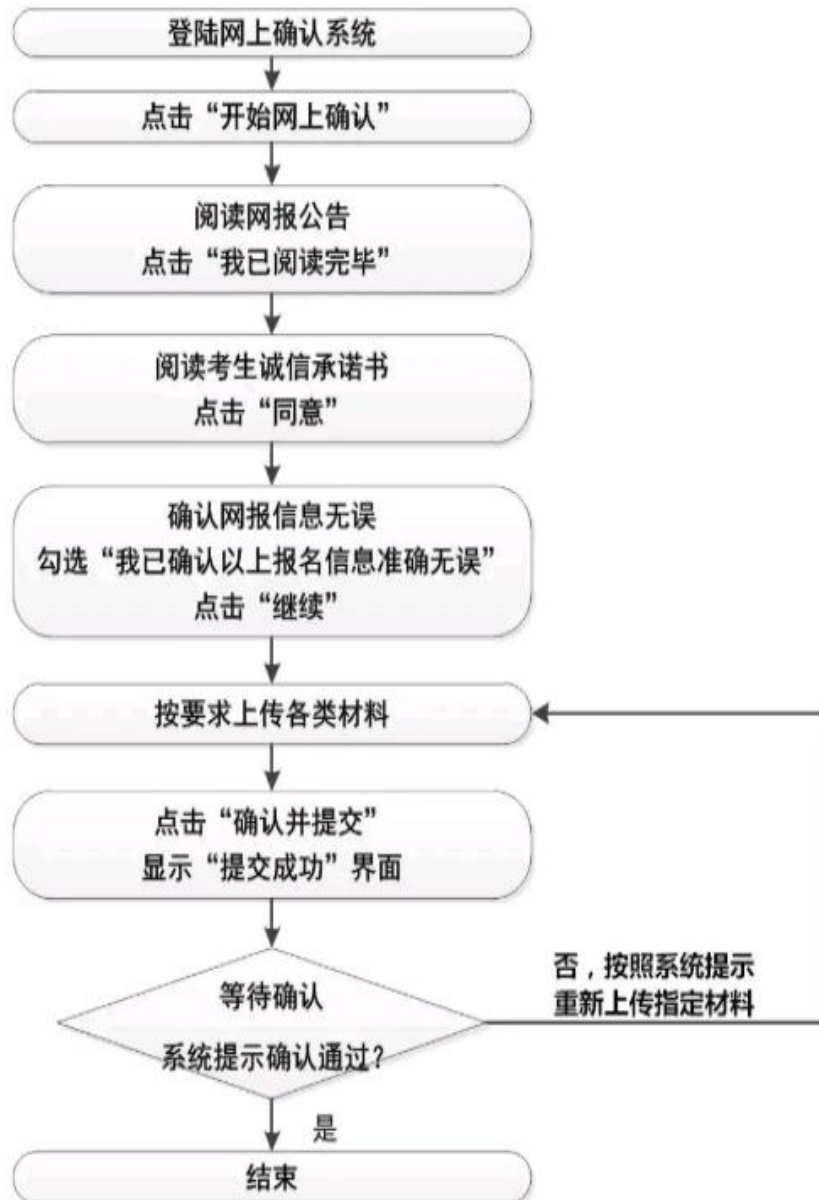 登陆网上确认系统
点击“开始网上确认”
阅读网报公告
点击“我已阅读完毕”
阅读考生诚信承诺书
点击“同意”
确认网报信息无误
勾选“我已确认以上报名信息准确无误”
点击“继续”
按要求上传各类材料
点击“确认并提交”
显示“提交成功”界面
等待确认
系统提示确认通过?
否，按照系统提示
重新上传指定材料
是
结束